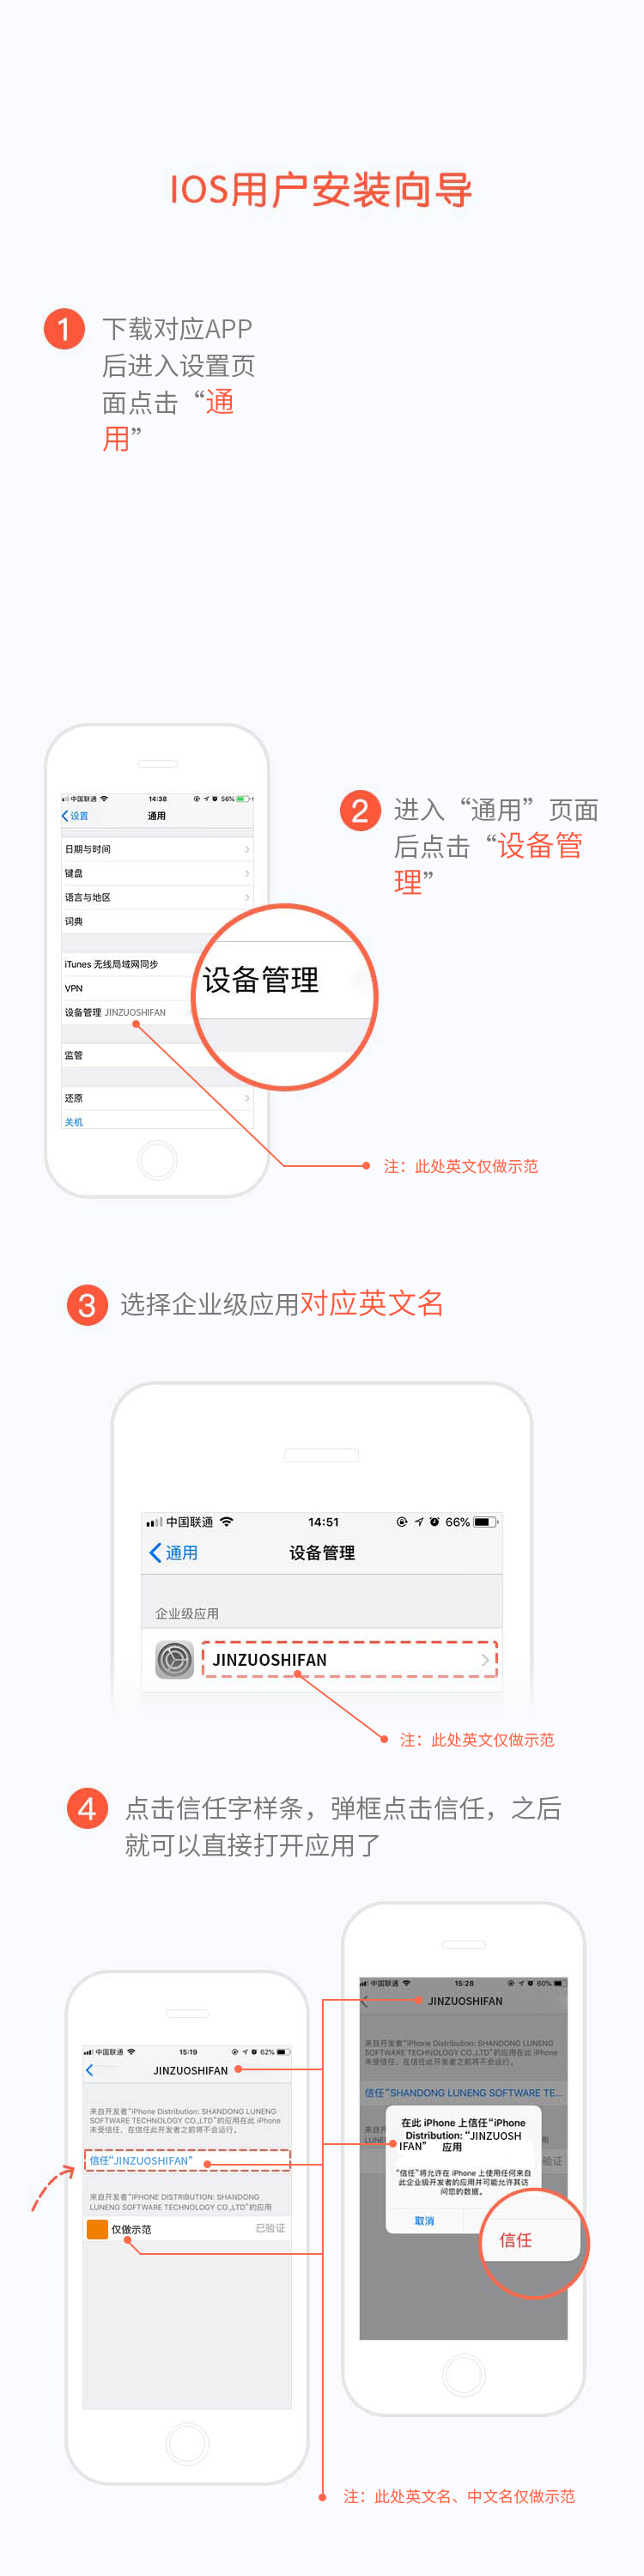 IOS用户安装向导
1
下载对应APP
后进入设置页
面点击“通
用”
中国联通 14:38 56%
设置 通用
日期与时间
键盘
语言与地区
词典
iTunes 无线局域网同步
VPN
设备管理 JINZUOSHIFAN
监管
还原
关机
设备管理
2
进入“通用”页面
后点击“设备管
理”
注：此处英文仅做示范
3 选择企业级应用对应英文名
中国联通 14:51 66%
通用 设备管理
企业级应用
JINZUOSHIFAN
注：此处英文仅做示范
4
点击信任字样条，弹框点击信任，之后
就可以直接打开应用了
中国联通 15:19 62%
JINZUOSHIFAN
来自开发者“iPhone Distribution: SHANDONG LUNENG
SOFTWARE TECHNOLOGY CO.,LTD”的应用在此 iPhone
未受信任。在信任此开发者之前将不会运行。
信任“JINZUOSHIFAN”
来自开发者“IPHONE DISTRIBUTION: SHANDONG
LUNENG SOFTWARE TECHNOLOGY CO.,LTD”的应用
仅做示范 已验证
中国联通 15:28 60%
JINZUOSHIFAN
来自开发者“iPhone Distribution: SHANDONG LUNENG
SOFTWARE TECHNOLOGY CO.,LTD”的应用在此 iPhone
未受信任。在信任此开发者之前将不会运行。
信任“SHANDONG LUNENG SOFTWARE TE...
在此 iPhone 上信任“iPhone
Distribution: “JINZUOSH
IFAN” 应用
“信任”将允许在 iPhone 上使用任何来自
此企业级开发者的应用并可能允许其访
问您的数据。
取消
信任
注：此处英文名、中文名仅做示范